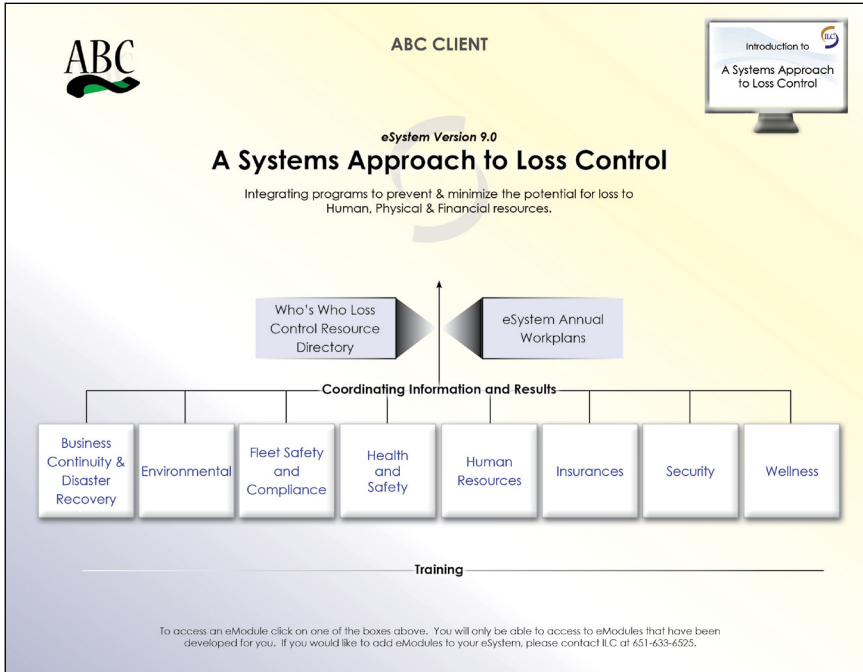 ABC
ABC CLIENT
ILC
Introduction to
A Systems Approach
to Loss Control
eSystem Version 9.0
A Systems Approach to Loss Control
Integrating programs to prevent & minimize the potential for loss to
Human, Physical & Financial resources.
Who's Who Loss
Control Resource
Directory
eSystem Annual
Workplans
Coordinating Information and Results
Business
Continuity &
Disaster
Recovery
Environmental
Fleet Safety
and
Compliance
Health
and
Safety
Human
Resources
Insurances
Security
Wellness
Training
To access an eModule click on one of the boxes above. You will only be able to access to eModules that have been
developed for you. If you would like to add eModules to your eSystem, please contact ILC at 651-633-6525.